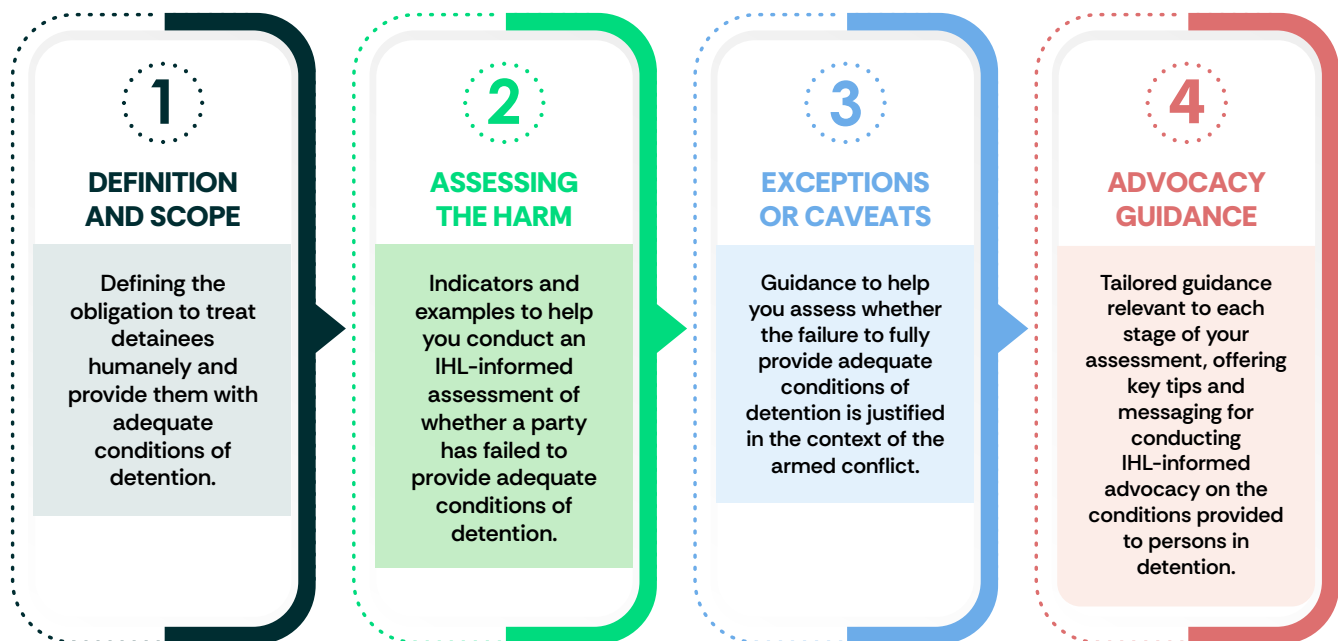 1
DEFINITION
AND SCOPE
Defining the
obligation to treat
detainees
humanely and
provide them with
adequate
conditions of
detention.
2
ASSESSING
THE HARM
Indicators and
examples to help
you conduct an
IHL-informed
assessment of
whether a party
has failed to
provide adequate
conditions of
detention.
3
EXCEPTIONS
OR CAVEATS
Guidance to help
you assess whether
the failure to fully
provide adequate
conditions of
detention is justified
in the context of the
armed conflict.
4
ADVOCACY
GUIDANCE
Tailored guidance
relevant to each
stage of your
assessment, offering
key tips and
messaging for
conducting
IHL-informed
advocacy on the
conditions provided
to persons in
detention.